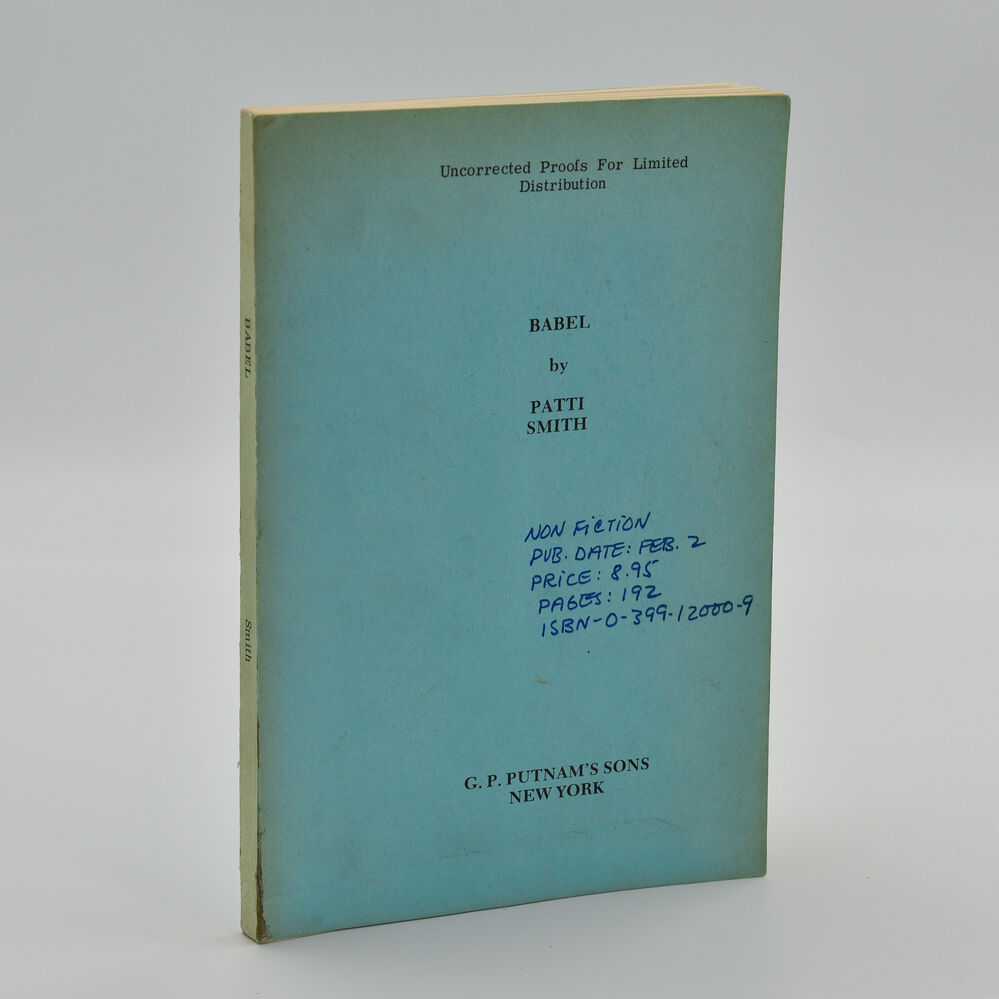 Uncorrected Proofs For Limited
Distribution
BABEL
by
PATTI
SMITH
NON FICTION
PUB. DATE: FEB. 2
PRICE: 8.95
PAGES: 192
ISBN-0-399-12000-9
G. P. PUTNAM'S SONS
NEW YORK
BABEL
Smith